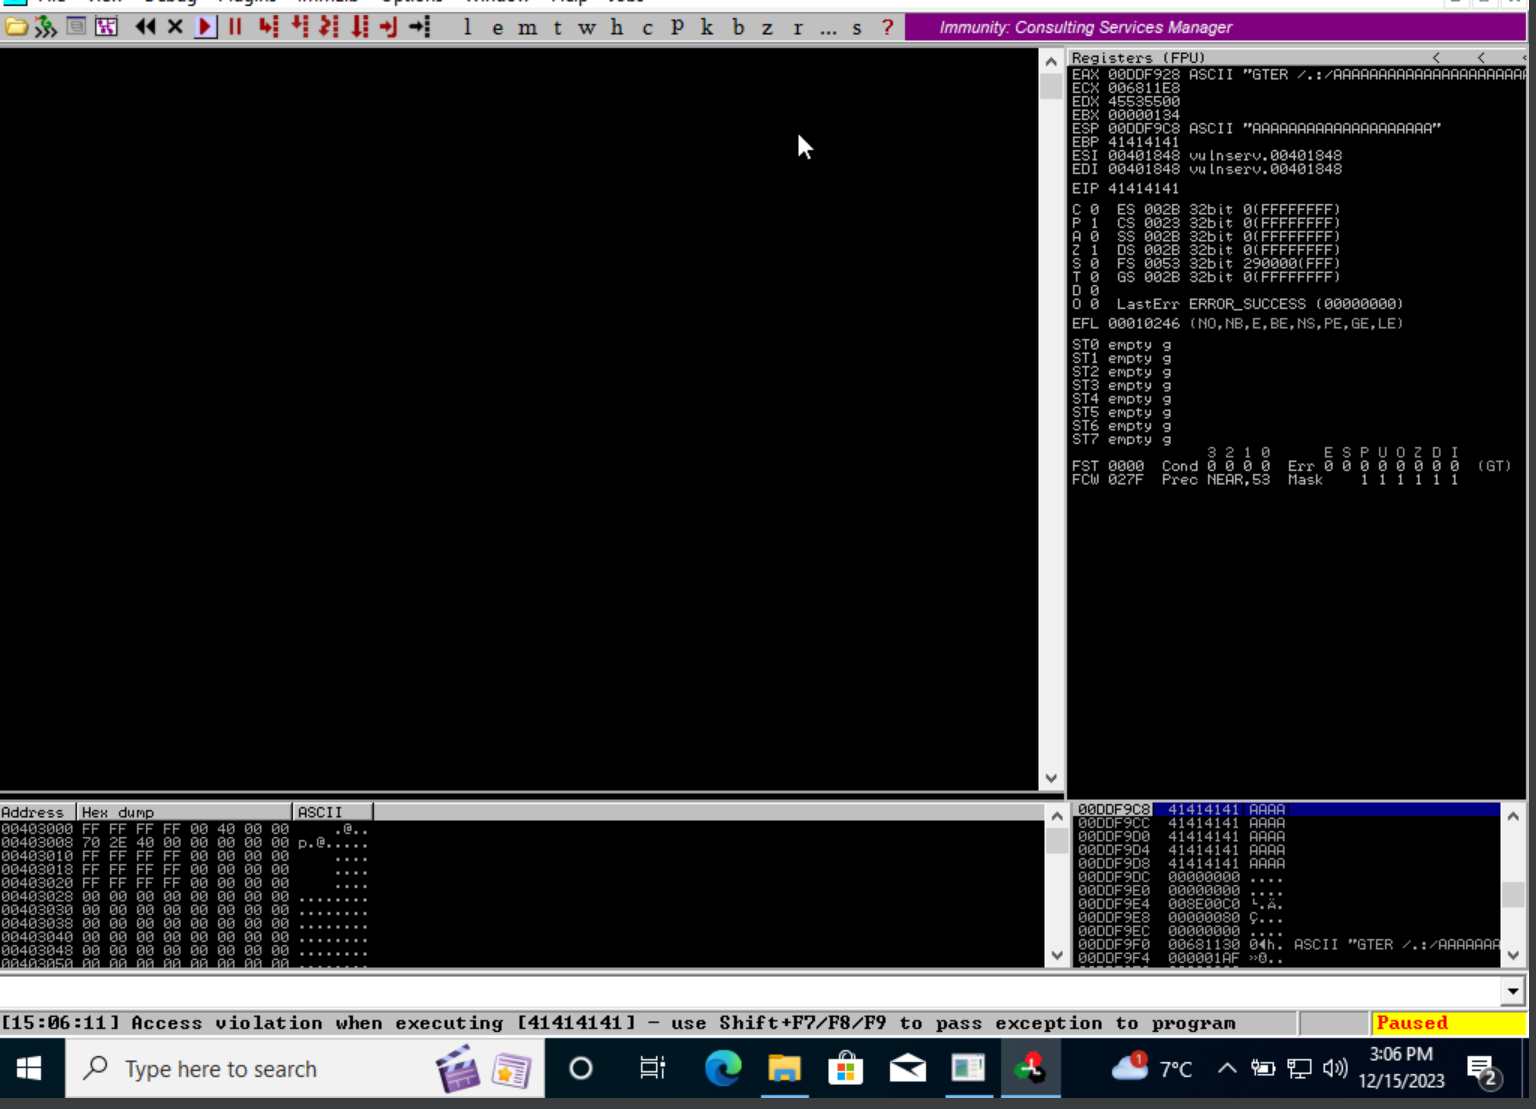 l e m t w h c P k b z r ... s ?
Immunity: Consulting Services Manager
Registers (FPU) < < <
EAX 00DDF928 ASCII "GTER /.:/AAAAAAAAAAAAAAAAAAAAAA
ECX 006811E8
EDX 45535500
EBX 00000134
ESP 00DDF9C8 ASCII "AAAAAAAAAAAAAAAAAAAA"
EBP 41414141
ESI 00401848 vulnserv.00401848
EDI 00401848 vulnserv.00401848
EIP 41414141
C 0 ES 002B 32bit 0(FFFFFFFF)
P 1 CS 0023 32bit 0(FFFFFFFF)
A 0 SS 002B 32bit 0(FFFFFFFF)
Z 1 DS 002B 32bit 0(FFFFFFFF)
S 0 FS 0053 32bit 290000(FFF)
T 0 GS 002B 32bit 0(FFFFFFFF)
D 0
O 0 LastErr ERROR_SUCCESS (00000000)
EFL 00010246 (NO,NB,E,BE,NS,PE,GE,LE)
ST0 empty g
ST1 empty g
ST2 empty g
ST3 empty g
ST4 empty g
ST5 empty g
ST6 empty g
ST7 empty g
3 2 1 0 E S P U O Z D I
FST 0000 Cond 0 0 0 0 Err 0 0 0 0 0 0 0 0 (GT)
FCW 027F Prec NEAR,53 Mask 1 1 1 1 1 1
Address Hex dump ASCII
00403000 FF FF FF FF 00 40 00 00 .@..
00403008 70 2E 40 00 00 00 00 00 p.@.....
00403010 FF FF FF FF 00 00 00 00 ....
00403018 FF FF FF FF 00 00 00 00 ....
00403020 FF FF FF FF 00 00 00 00 ....
00403028 00 00 00 00 00 00 00 00 ........
00403030 00 00 00 00 00 00 00 00 ........
00403038 00 00 00 00 00 00 00 00 ........
00403040 00 00 00 00 00 00 00 00 ........
00403048 00 00 00 00 00 00 00 00 ........
00403050 00 00 00 00 00 00 00 00 ........
00DDF9C8 41414141 AAAA
00DDF9CC 41414141 AAAA
00DDF9D0 41414141 AAAA
00DDF9D4 41414141 AAAA
00DDF9D8 41414141 AAAA
00DDF9DC 00000000 ....
00DDF9E0 00000000 ....
00DDF9E4 008E00C0 └.Ä.
00DDF9E8 00000080 Ç...
00DDF9EC 00000000 ....
00DDF9F0 00681130 0◄h. ASCII "GTER /.:/AAAAAAA
00DDF9F4 000001AF »0..
[15:06:11] Access violation when executing [41414141] - use Shift+F7/F8/F9 to pass exception to program
Paused
Type here to search
1
7°C
3:06 PM
12/15/2023
2